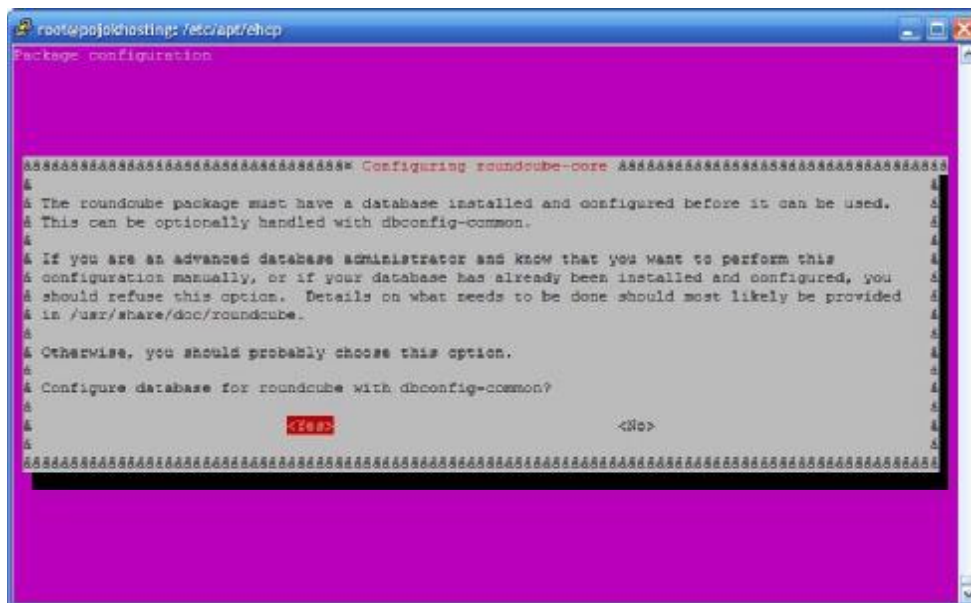 root@pojokhosting: /etc/apt/ehcp
Package configuration
Configuring roundcube-core
The roundcube package must have a database installed and configured before it can be used.
This can be optionally handled with dbconfig-common.
If you are an advanced database administrator and know that you want to perform this
configuration manually, or if your database has already been installed and configured, you
should refuse this option.  Details on what needs to be done should most likely be provided
in /usr/share/doc/roundcube.
Otherwise, you should probably choose this option.
Configure database for roundcube with dbconfig-common?
<Yes> <No>